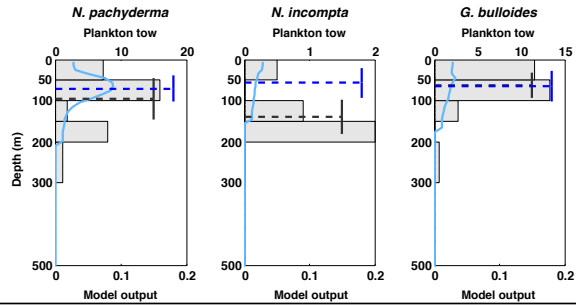 N. pachyderma N. incompta G. bulloides
Plankton tow Plankton tow Plankton tow
0 10 20 0 1 2 0 5 10 15
0 0 0
50 50 50
100 100 100
200 200 200
Depth (m)
300 300 300
500 500 500
0 0.1 0.2 0 0.1 0.2 0 0.1 0.2
Model output Model output Model output